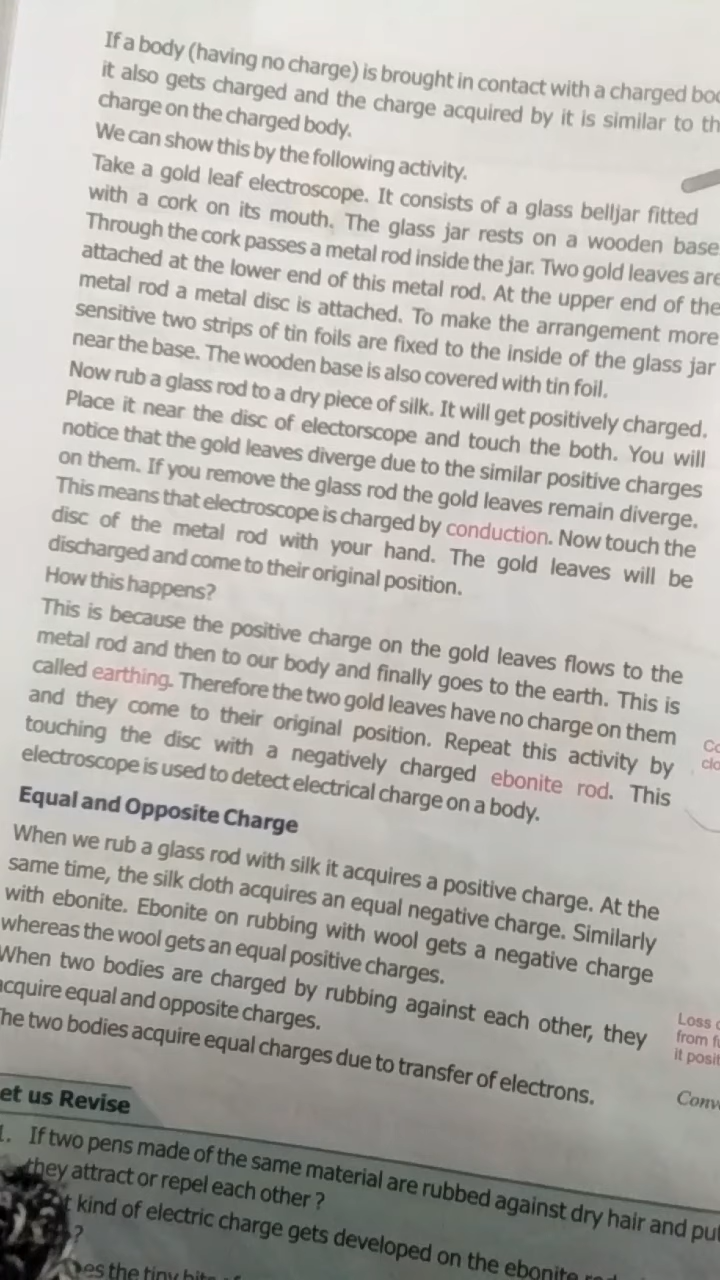 If a body (having no charge) is brought in contact with a charged
it also gets charged and the charge acquired by it is similar to
charge on the charged body.
We can show this by the following activity.
Take a gold leaf electroscope. It consists of a glass belljar fitted
with a cork on its mouth. The glass jar rests on a wooden base
Through the cork passes a metal rod inside the jar. Two gold leaves are
attached at the lower end of this metal rod. At the upper end of the
metal rod a metal disc is attached. To make the arrangement more
sensitive two strips of tin foils are fixed to the inside of the glass jar
near the base. The wooden base is also covered with tin foil.
Now rub a glass rod to a dry piece of silk. It will get positively charged.
Place it near the disc of electorscope and touch the both. You will
notice that the gold leaves diverge due to the similar positive charges
on them. If you remove the glass rod the gold leaves remain diverge.
This means that electroscope is charged by conduction. Now touch the
disc of the metal rod with your hand. The gold leaves will be
discharged and come to their original position.
How this happens?
This is because the positive charge on the gold leaves flows to the
metal rod and then to our body and finally goes to the earth. This is
called earthing. Therefore the two gold leaves have no charge on them
and they come to their original position. Repeat this activity by
touching the disc with a negatively charged ebonite rod. This
electroscope is used to detect electrical charge on a body.
Equal and Opposite Charge
When we rub a glass rod with silk it acquires a positive charge. At the
same time, the silk cloth acquires an equal negative charge. Similarly
with ebonite. Ebonite on rubbing with wool gets a negative charge
whereas the wool gets an equal positive charges.
When two bodies are charged by rubbing against each other, they
acquire equal and opposite charges.
The two bodies acquire equal charges due to transfer of electrons.
Loss
from
it
et us Revise
1. If two pens made of the same material are rubbed against dry hair and
they attract or repel each other ?
kind of electric charge gets developed on the ebonite
?
the tiny